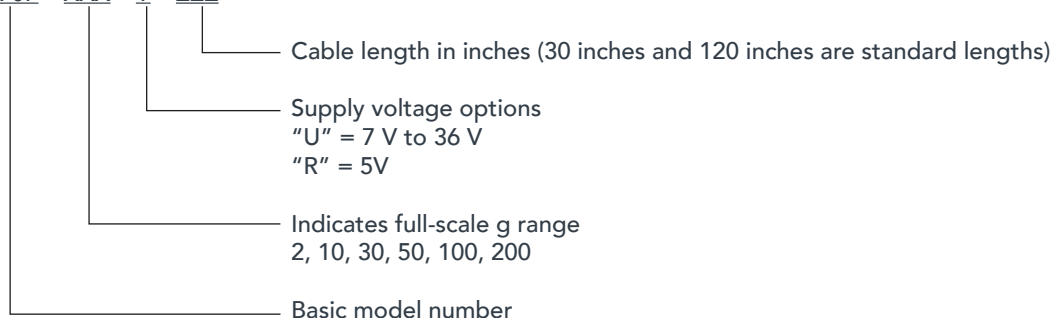 Cable length in inches (30 inches and 120 inches are standard lengths)
Supply voltage options
"U" = 7 V to 36 V
"R" = 5V
Indicates full-scale g range
2, 10, 30, 50, 100, 200
Basic model number